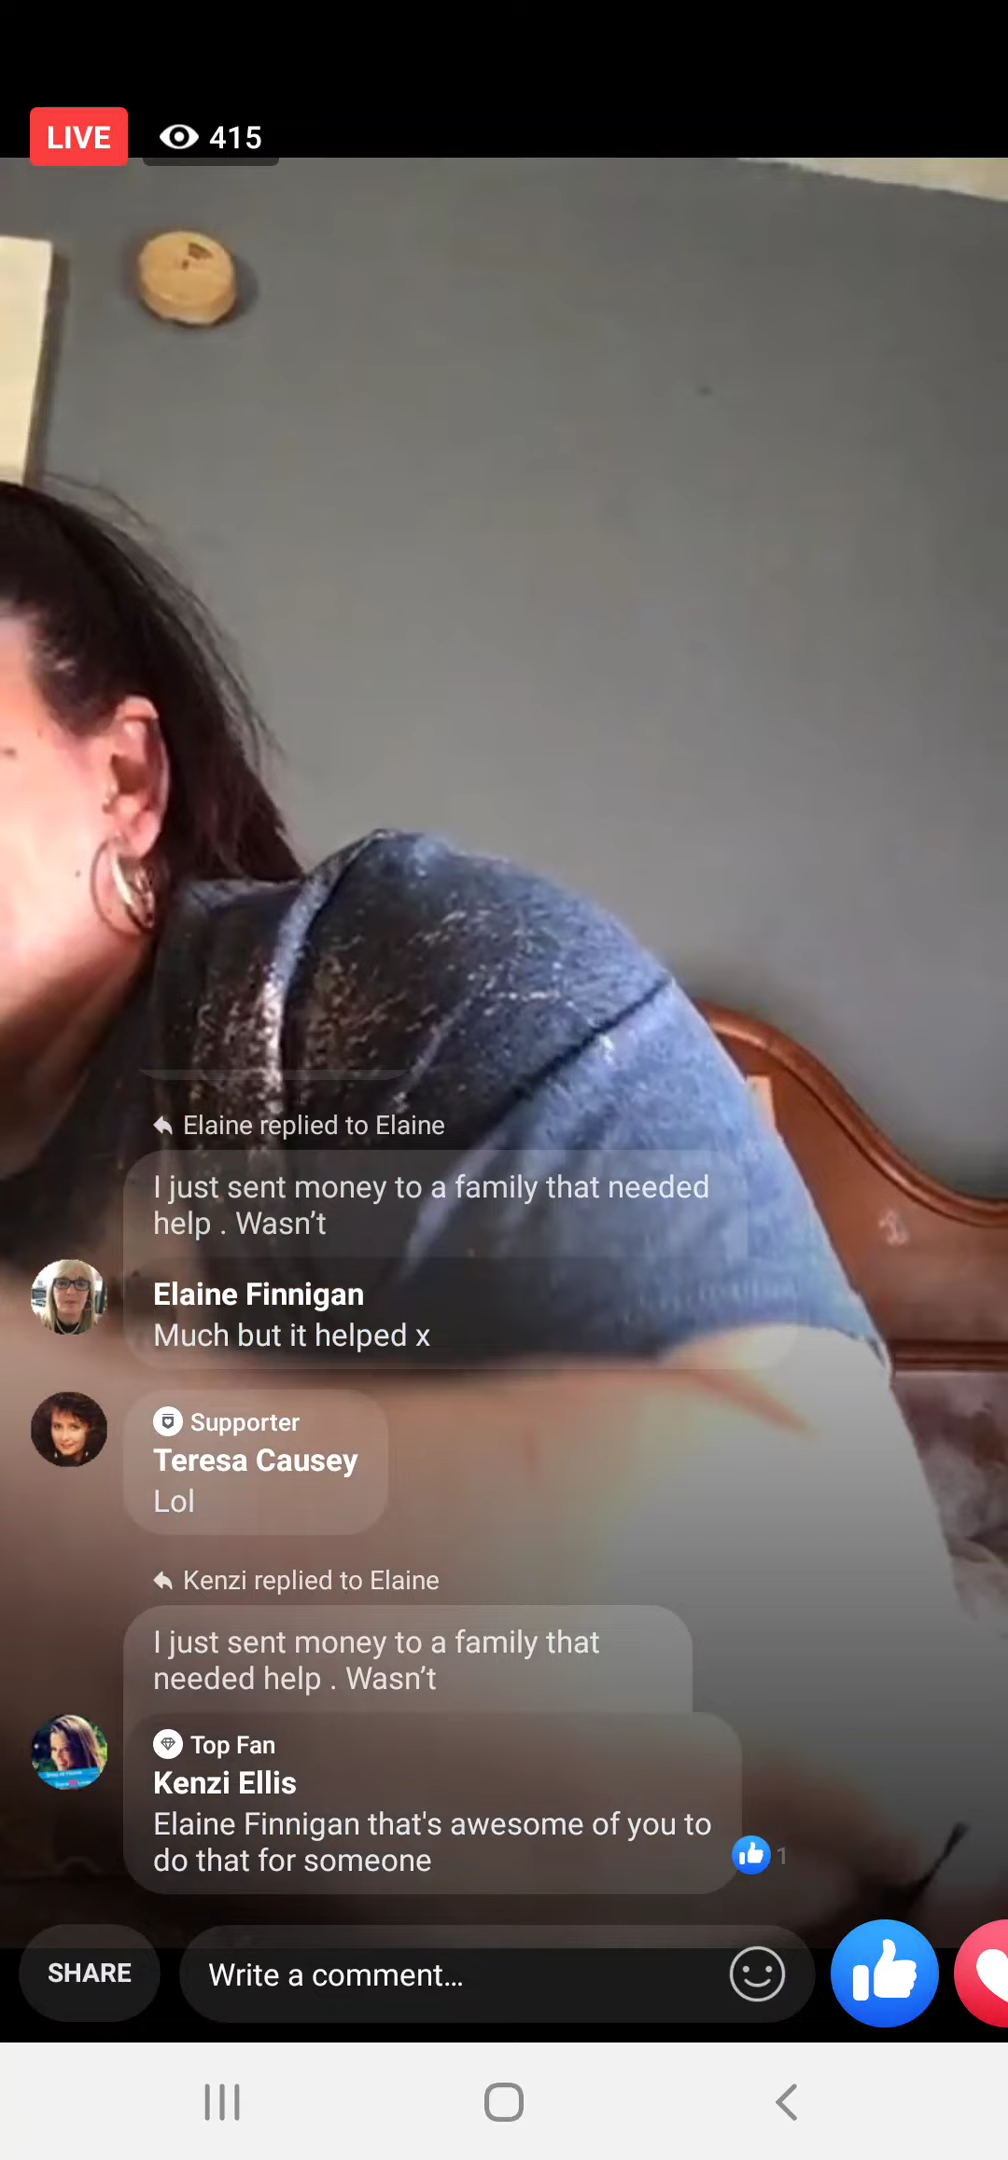 LIVE 415
Elaine replied to Elaine
I just sent money to a family that needed
help . Wasn’t
Elaine Finnigan
Much but it helped x
Supporter
Teresa Causey
Lol
Kenzi replied to Elaine
I just sent money to a family that
needed help . Wasn’t
Top Fan
Kenzi Ellis
Elaine Finnigan that's awesome of you to
do that for someone
1
SHARE
Write a comment...